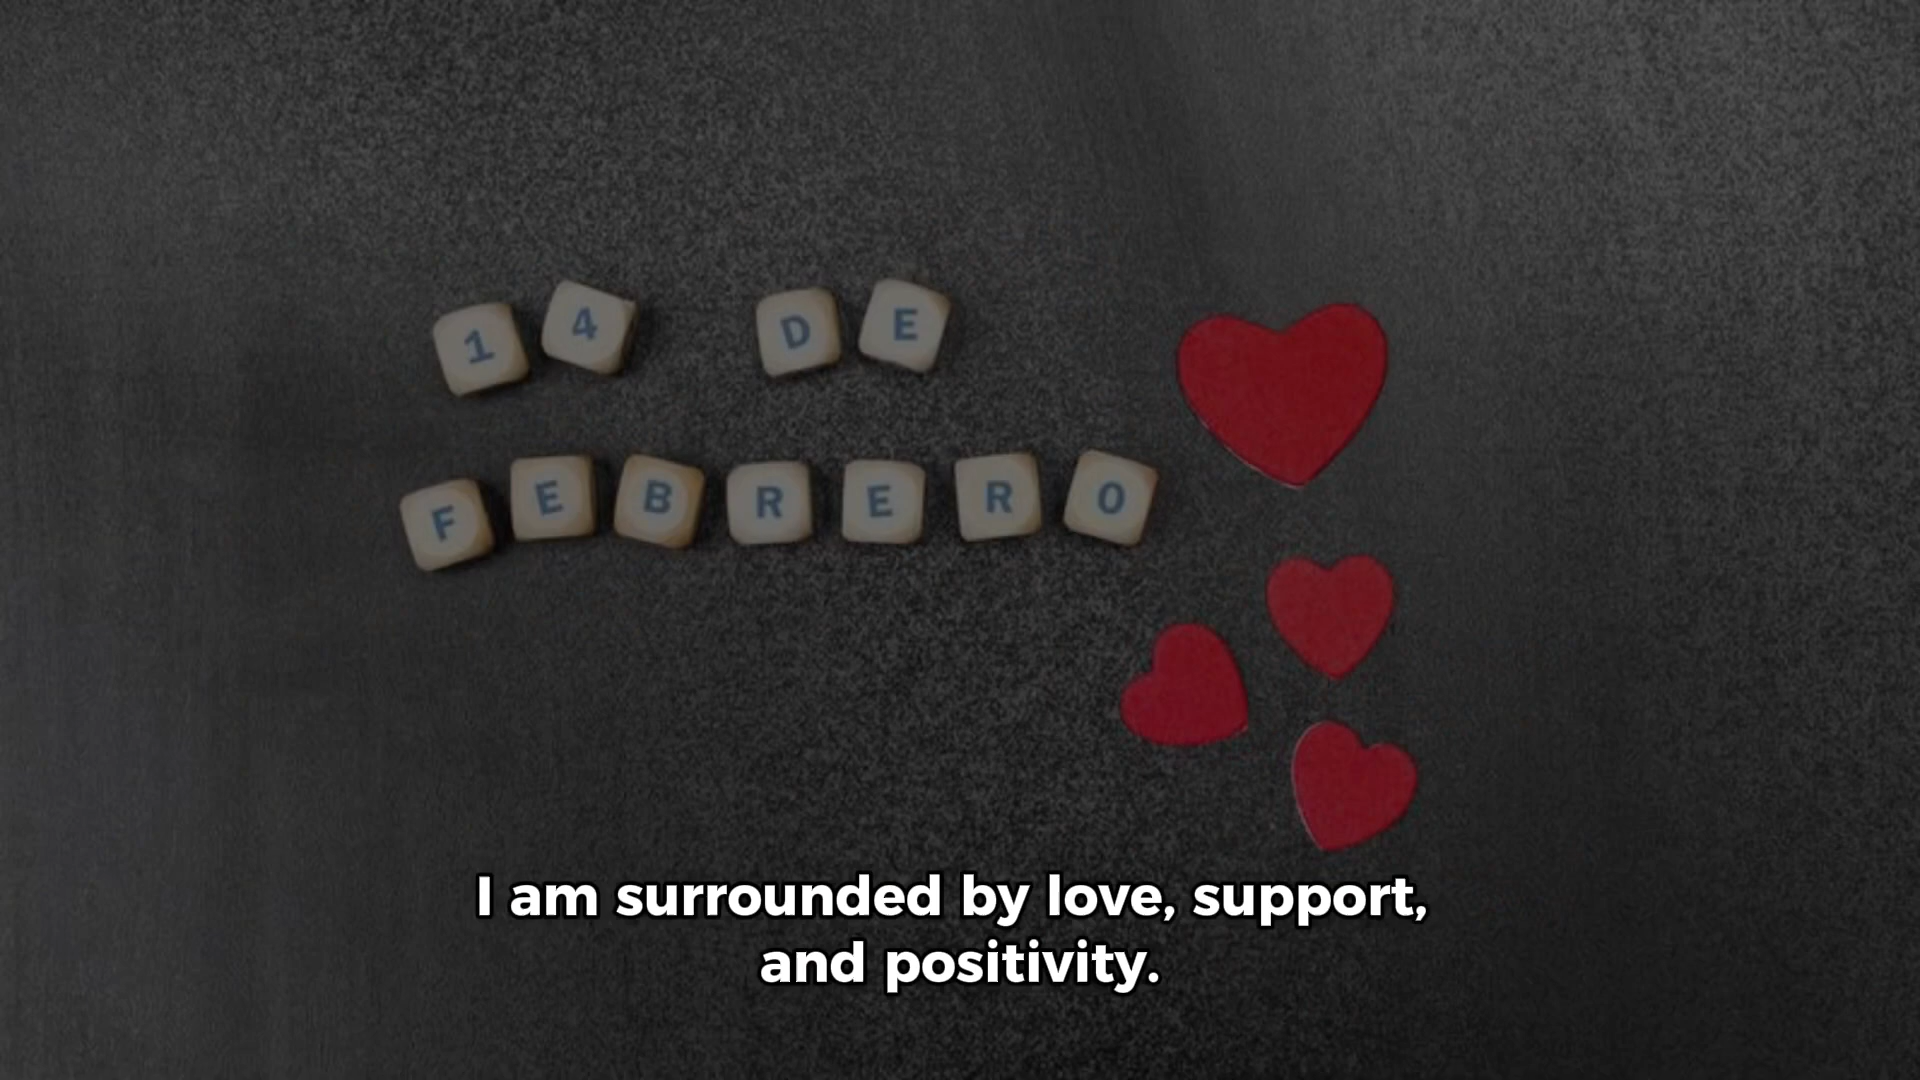 14 DE
FEBRERO
I am surrounded by love, support,
and positivity.